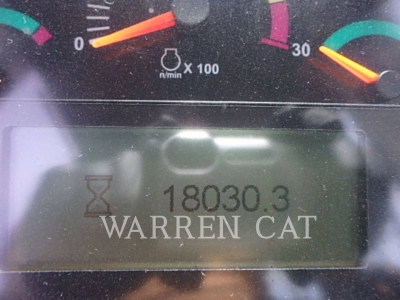 0
30
n/min X 100
18030.3
WARREN CAT